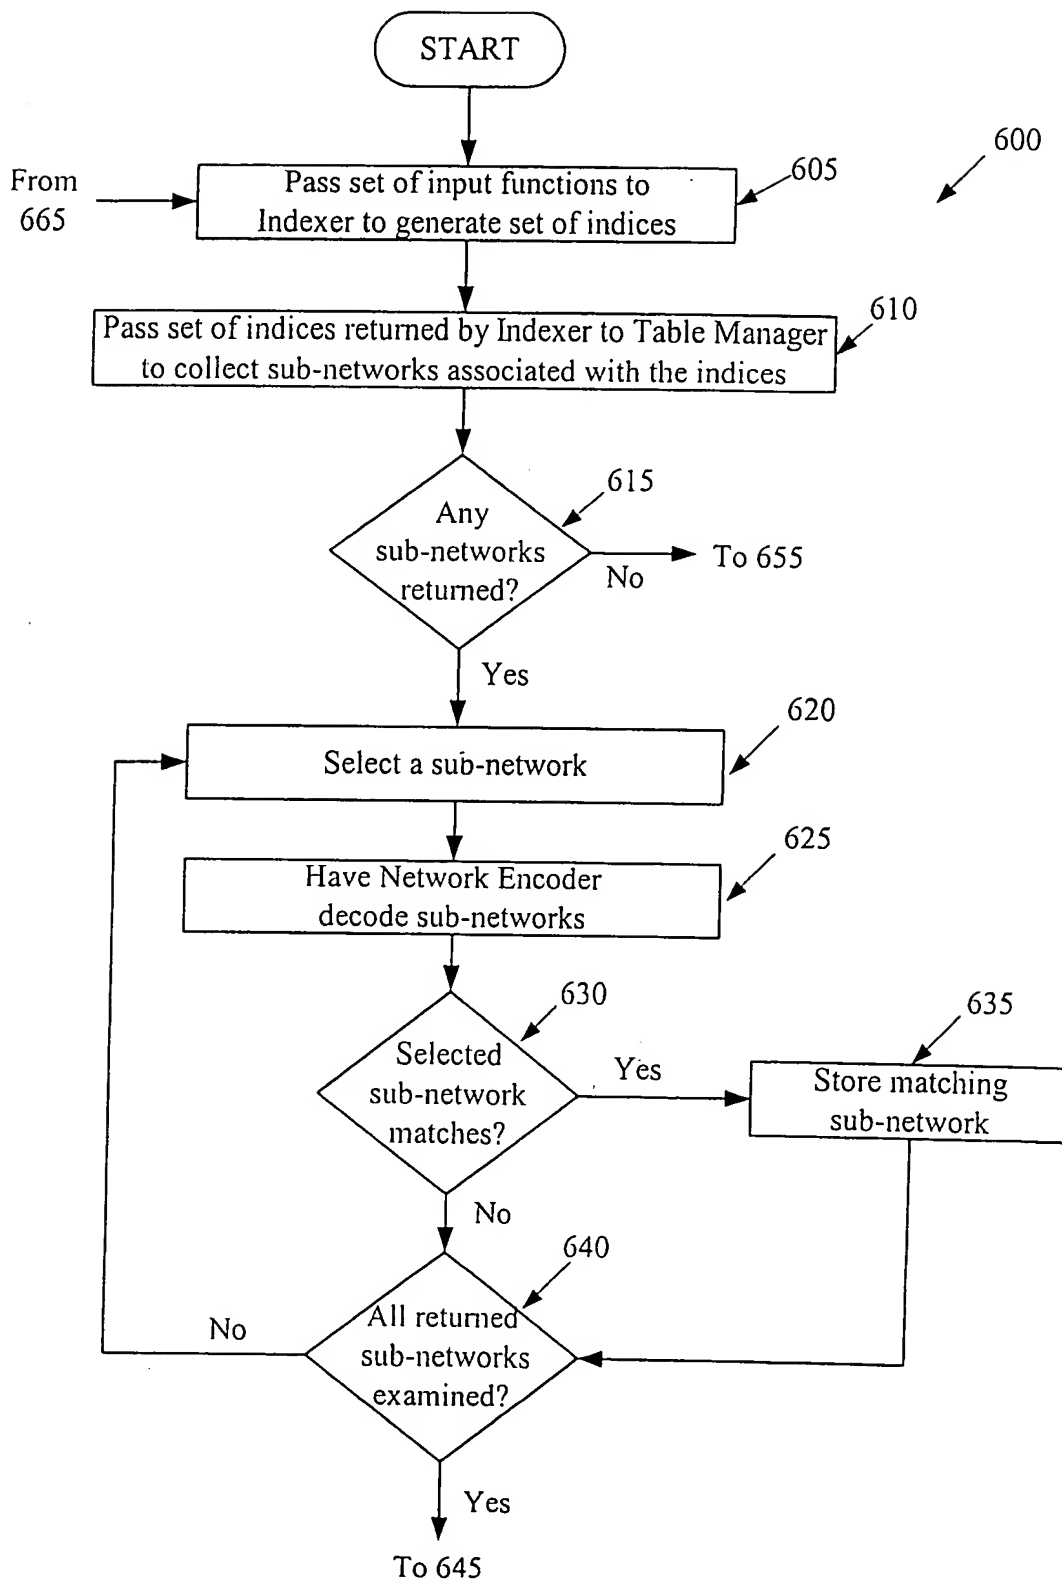 START
600
From
665
Pass set of input functions to
Indexer to generate set of indices
605
Pass set of indices returned by Indexer to Table Manager
to collect sub-networks associated with the indices
610
Any
sub-networks
returned?
615
No
To 655
Yes
Select a sub-network
620
Have Network Encoder
decode sub-networks
625
Selected
sub-network
matches?
630
Yes
Store matching
sub-network
635
No
All returned
sub-networks
examined?
640
No
Yes
To 645